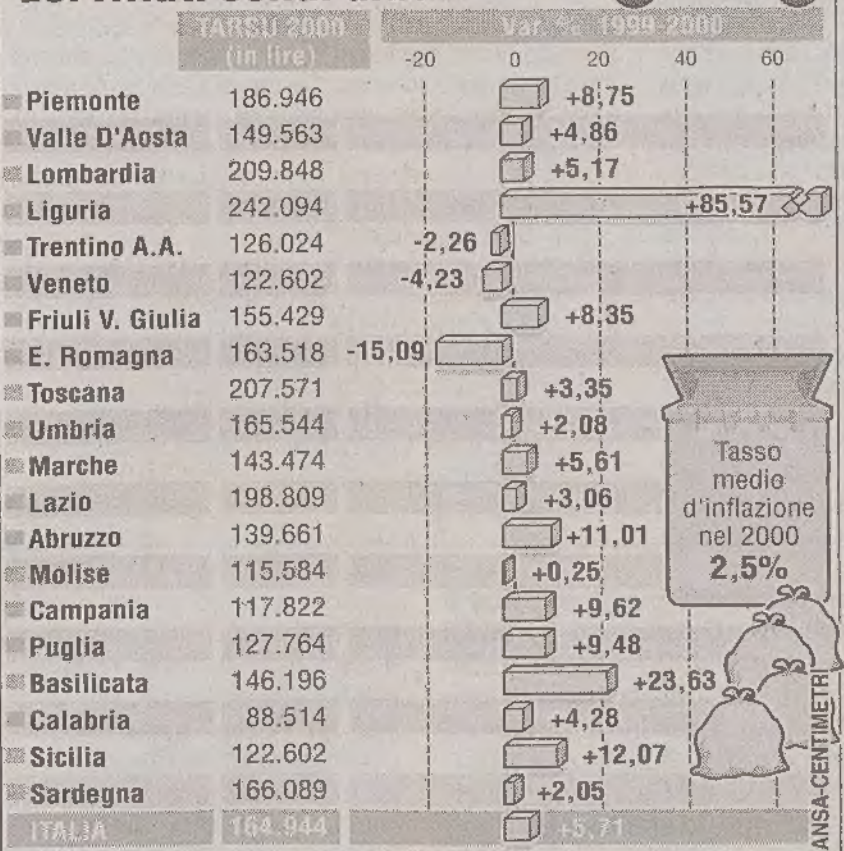 TARSU 2000 Var. % 1999-2000
(in lire) -20 0 20 40 60
Piemonte 186.946 +8,75
Valle D'Aosta 149.563 +4,86
Lombardia 209.848 +5,17
Liguria 242.094 +85,57
Trentino A.A. 126.024 -2,26
Veneto 122.602 -4,23
Friuli V. Giulia 155.429 +8,35
E. Romagna 163.518 -15,09
Toscana 207.571 +3,35
Umbria 165.544 +2,08
Marche 143.474 +5,61
Lazio 198.809 +3,06
Abruzzo 139.661 +11,01
Molise 115.584 +0,25
Campania 117.822 +9,62
Puglia 127.764 +9,48
Basilicata 146.196 +23,63
Calabria 88.514 +4,28
Sicilia 122.602 +12,07
Sardegna 166.089 +2,05
ITALIA 164.944 +5,71
Tasso
medio
d'inflazione
nel 2000
2,5%
ANSA-CENTIMETRI